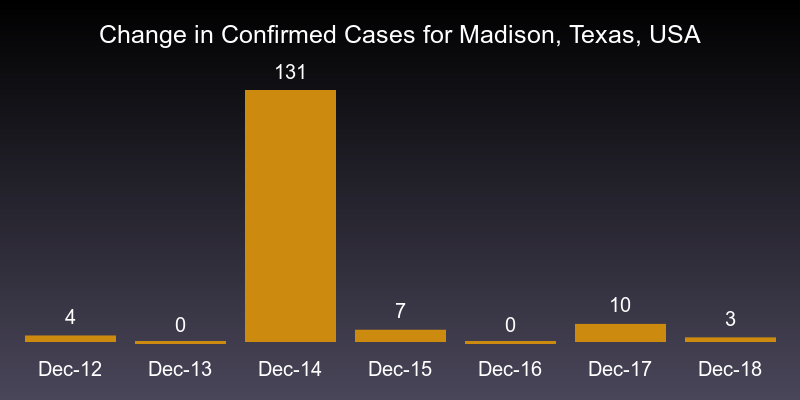 Change in Confirmed Cases for Madison, Texas, USA
131
4
0
7
0
10
3
Dec-12
Dec-13
Dec-14
Dec-15
Dec-16
Dec-17
Dec-18